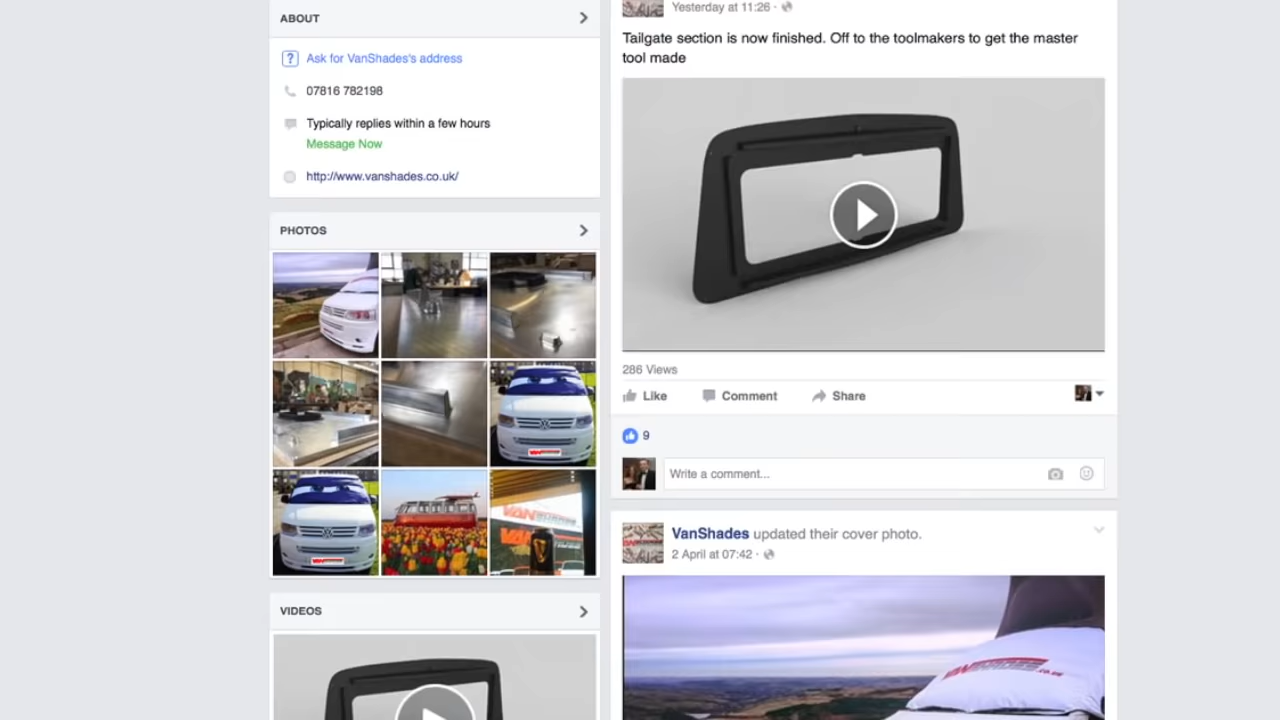 ABOUT
Ask for VanShades's address
07816 782198
Typically replies within a few hours
Message Now
http://www.vanshades.co.uk/
PHOTOS
VIDEOS
Yesterday at 11:26 ·
Tailgate section is now finished. Off to the toolmakers to get the master
tool made
286 Views
Like
Comment
Share
9
Write a comment...
VanShades updated their cover photo.
2 April at 07:42 ·
VANSHADES.co.uk